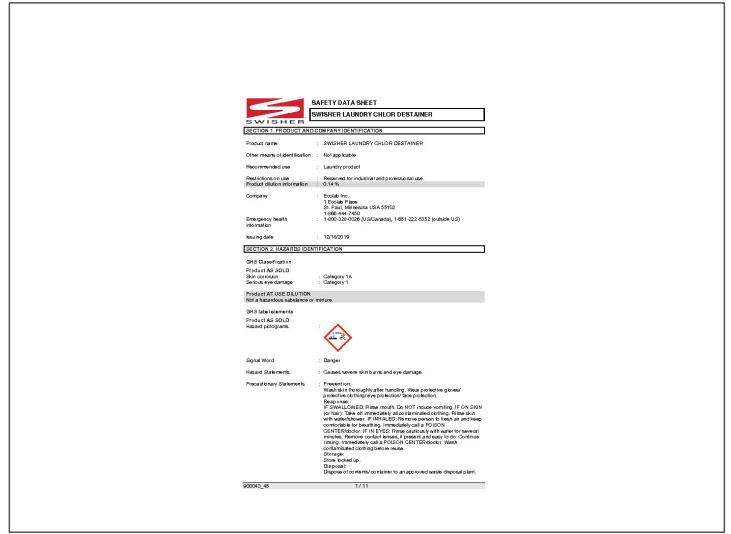 SAFETY DATA SHEET
SWISHER LAUNDRY CHLOR DESTAINER
SWISHER
SECTION 1. PRODUCT AND COMPANY IDENTIFICATION
Product name : SWISHER LAUNDRY CHLOR DESTAINER
Other means of identification : Not applicable
Recommended use : Laundry product
Restrictions on use : Reserved for industrial and professional use.
Product dilution information : 0.14 %
Company : Ecolab Inc.
1 Ecolab Place
St. Paul, Minnesota USA 55102
1-866-444-7450
Emergency health information : 1-800-328-0026 (US/Canada), 1-651-222-5352 (outside US)
Issuing date : 12/16/2019
SECTION 2. HAZARDS IDENTIFICATION
GHS Classification
Product AS SOLD
Skin corrosion : Category 1A
Serious eye damage : Category 1
Product AT USE DILUTION
Not a hazardous substance or mixture.
GHS label elements
Product AS SOLD
Hazard pictograms :
Signal Word : Danger
Hazard Statements : Causes severe skin burns and eye damage.
Precautionary Statements : Prevention:
Wash skin thoroughly after handling. Wear protective gloves/
protective clothing/ eye protection/ face protection.
Response:
IF SWALLOWED: Rinse mouth. Do NOT induce vomiting. IF ON SKIN
(or hair): Take off immediately all contaminated clothing. Rinse skin
with water/shower. IF INHALED: Remove person to fresh air and keep
comfortable for breathing. Immediately call a POISON
CENTER/doctor. IF IN EYES: Rinse cautiously with water for several
minutes. Remove contact lenses, if present and easy to do. Continue
rinsing. Immediately call a POISON CENTER/doctor. Wash
contaminated clothing before reuse.
Storage:
Store locked up.
Disposal:
Dispose of contents/ container to an approved waste disposal plant.
900043_45 1 / 11